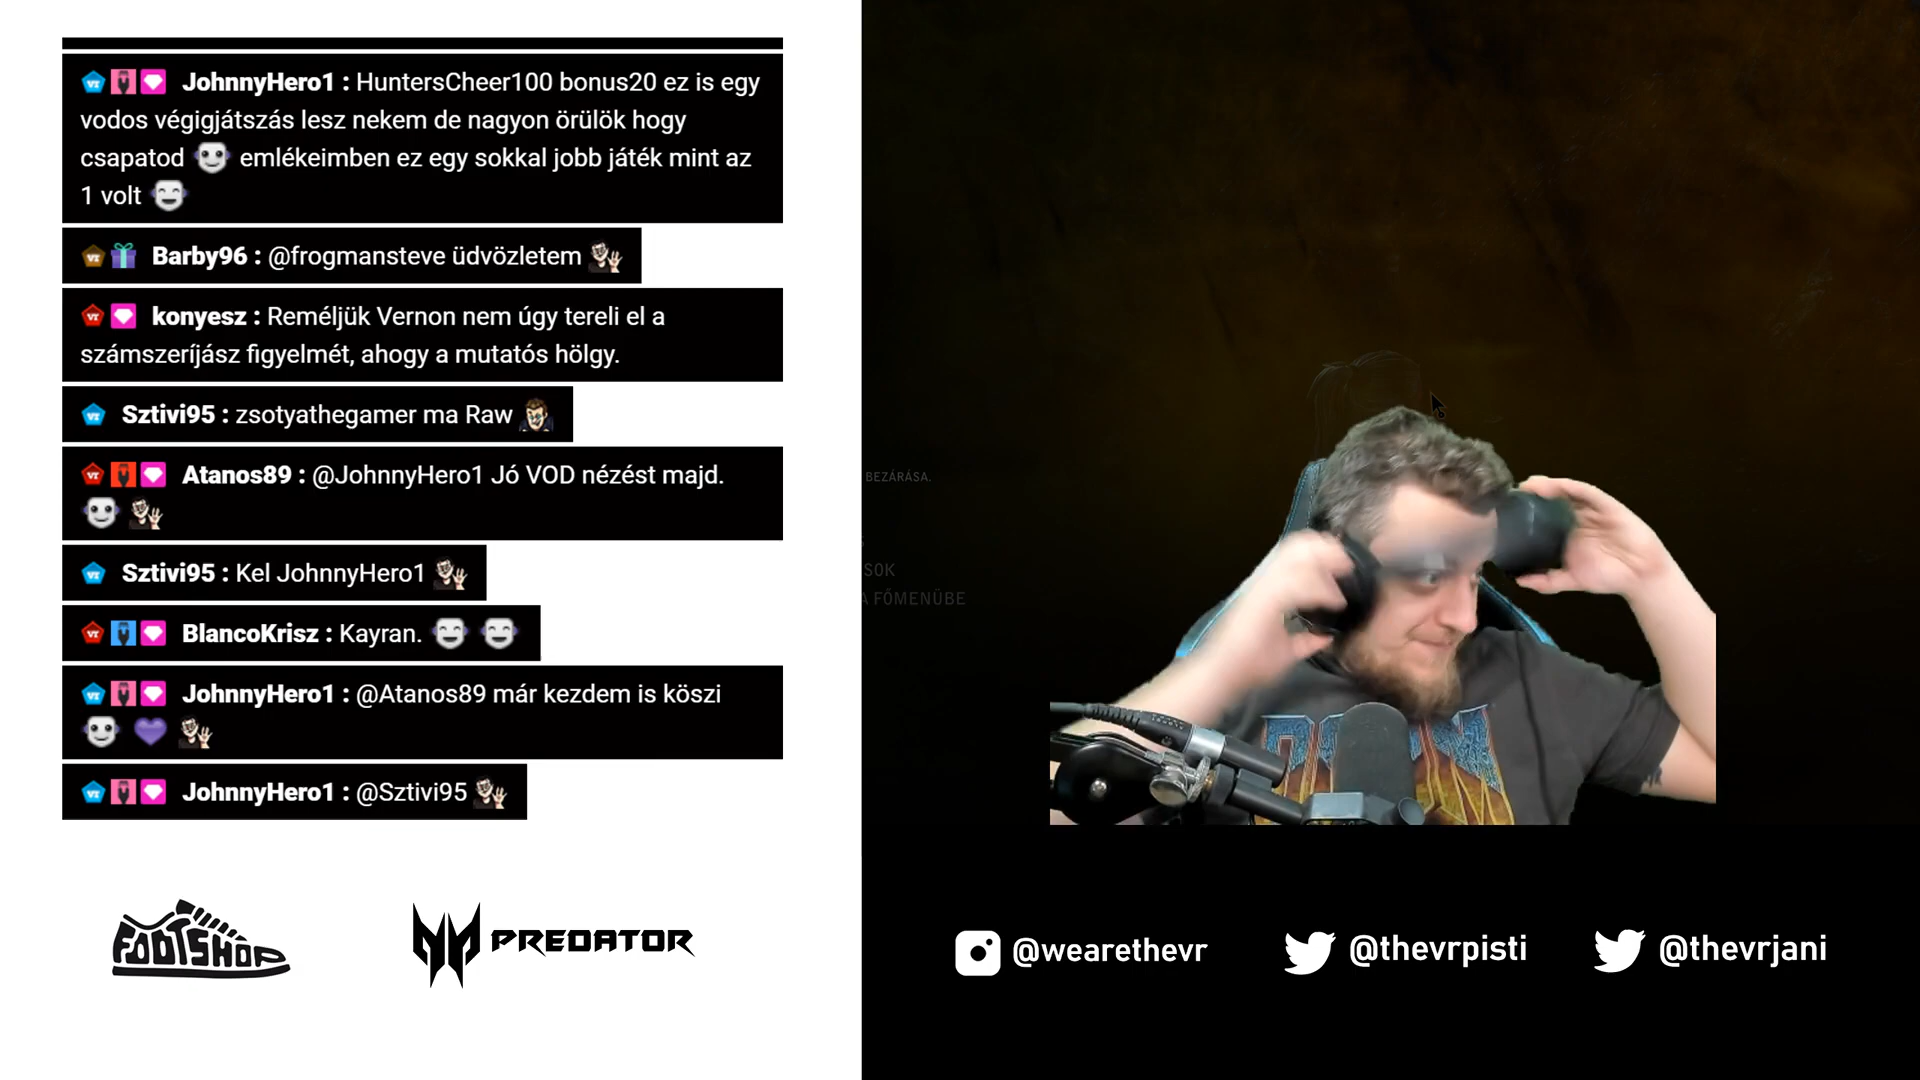 JohnnyHero1 : HuntersCheer100 bonus20 ez is egy
vodos végigjátszás lesz nekem de nagyon örülök hogy
csapatod emlékeimben ez egy sokkal jobb játék mint az
1 volt
Barby96 : @frogmansteve üdvözletem
konyesz : Reméljük Vernon nem úgy tereli el a
számszeríjász figyelmét, ahogy a mutatós hölgy.
Sztivi95 : zsotyathegamer ma Raw
Atanos89 : @JohnnyHero1 Jó VOD nézést majd.
Sztivi95 : Kel JohnnyHero1
BlancoKrisz : Kayran.
JohnnyHero1 : @Atanos89 már kezdem is köszi
JohnnyHero1 : @Sztivi95
FOOTSHOP
PREDATOR
BEZÁRÁSA.
SOK
A FŐMENÜBE
@wearethevr
@thevrpisti
@thevrjani